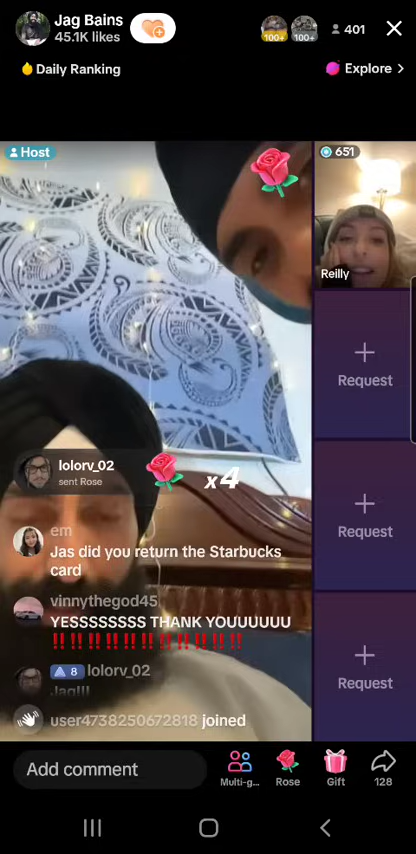 Jag Bains
45.1K likes
100+
100+
401
Daily Ranking
Explore >
Host
651
Reilly
Request
lolorv_02
sent Rose
x4
Request
em
Jas did you return the Starbucks
card
vinnythegod45
YESSSSSSSS THANK YOUUUUUU
‼️‼️‼️‼️‼️‼️‼️‼️‼️‼️
8 lolorv_02
Jag!!!
Request
user4738250672818 joined
Add comment
Multi-g...
Rose
Gift
128